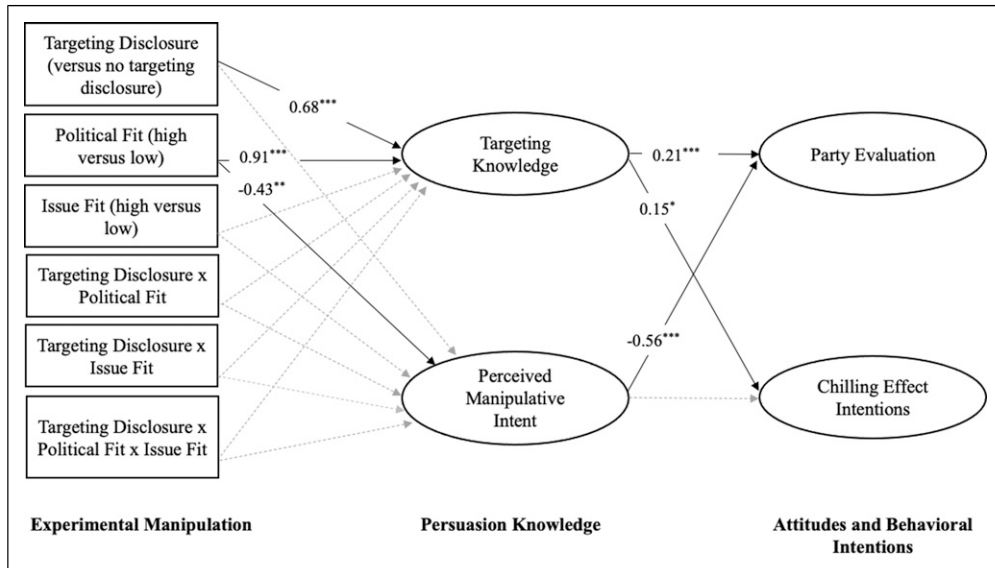 Targeting Disclosure
(versus no targeting
disclosure)
Political Fit (high
versus low)
Issue Fit (high versus
low)
Targeting Disclosure x
Political Fit
Targeting Disclosure x
Issue Fit
Targeting Disclosure x
Political Fit x Issue Fit
Experimental Manipulation
0.68***
0.91***
-0.43**
Targeting
Knowledge
Perceived
Manipulative
Intent
Persuasion Knowledge
0.21***
0.15*
-0.56***
Party Evaluation
Chilling Effect
Intentions
Attitudes and Behavioral
Intentions